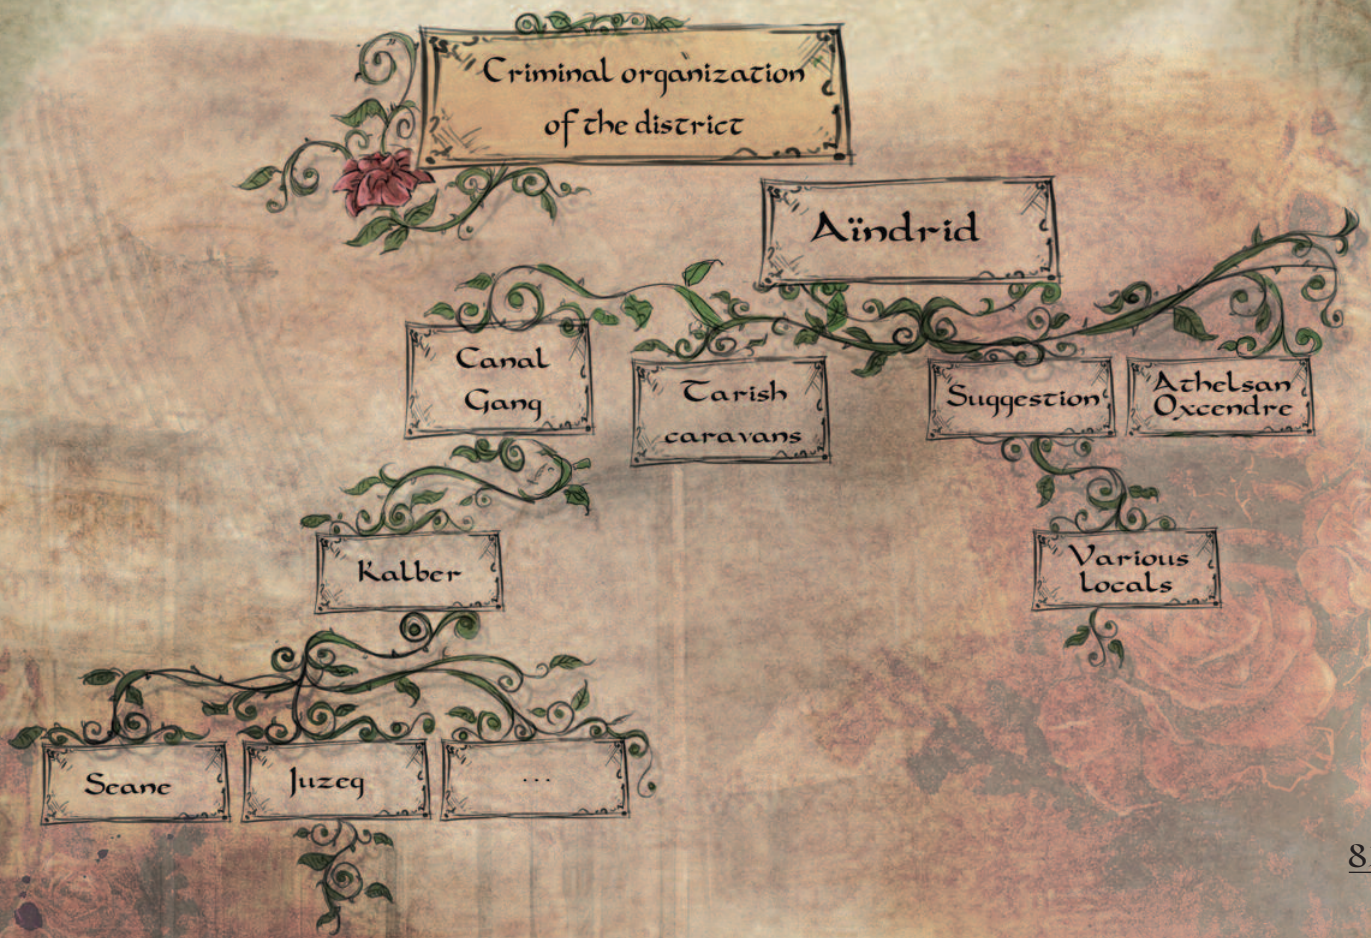 Criminal organization
of the district
Aïndrid
Canal
Gang
Tarish
caravans
Suggestion
Athelsan
Oxcendre
Kalber
Various
locals
Seane
Juzeg
...
8